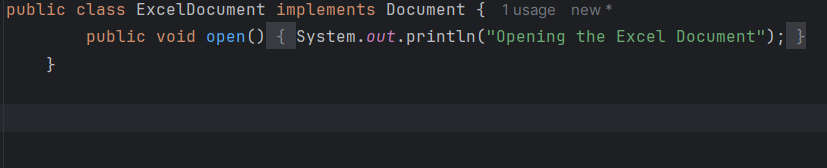 public class ExcelDocument implements Document { 1 usage new *
public void open() { System.out.println("Opening the Excel Document"); }
}